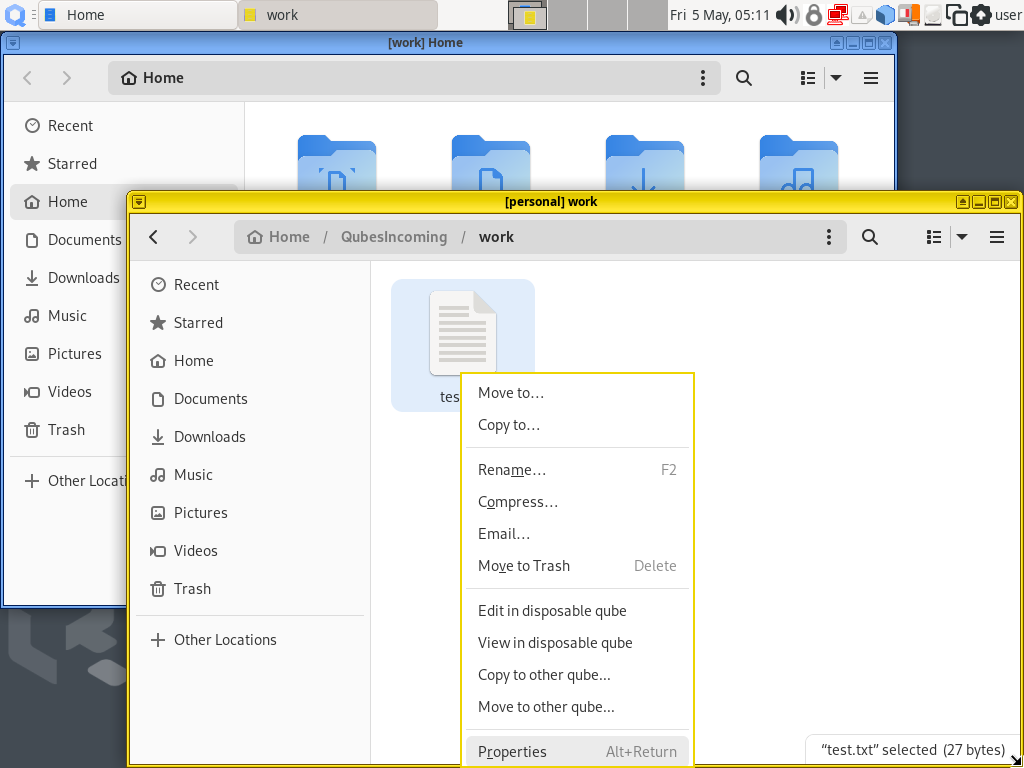 Home
work
Fri 5 May, 05:11
user
[work] Home
Home
Recent
Starred
Home
Documents
Downloads
Music
Pictures
Videos
Trash
Other Locati
[personal] work
Home / QubesIncoming / work
Recent
Starred
Home
Documents
Downloads
Music
Pictures
Videos
Trash
Other Locations
tes
Move to…
Copy to…
Rename… F2
Compress…
Email…
Move to Trash Delete
Edit in disposable qube
View in disposable qube
Copy to other qube...
Move to other qube...
Properties Alt+Return
“test.txt” selected (27 bytes)